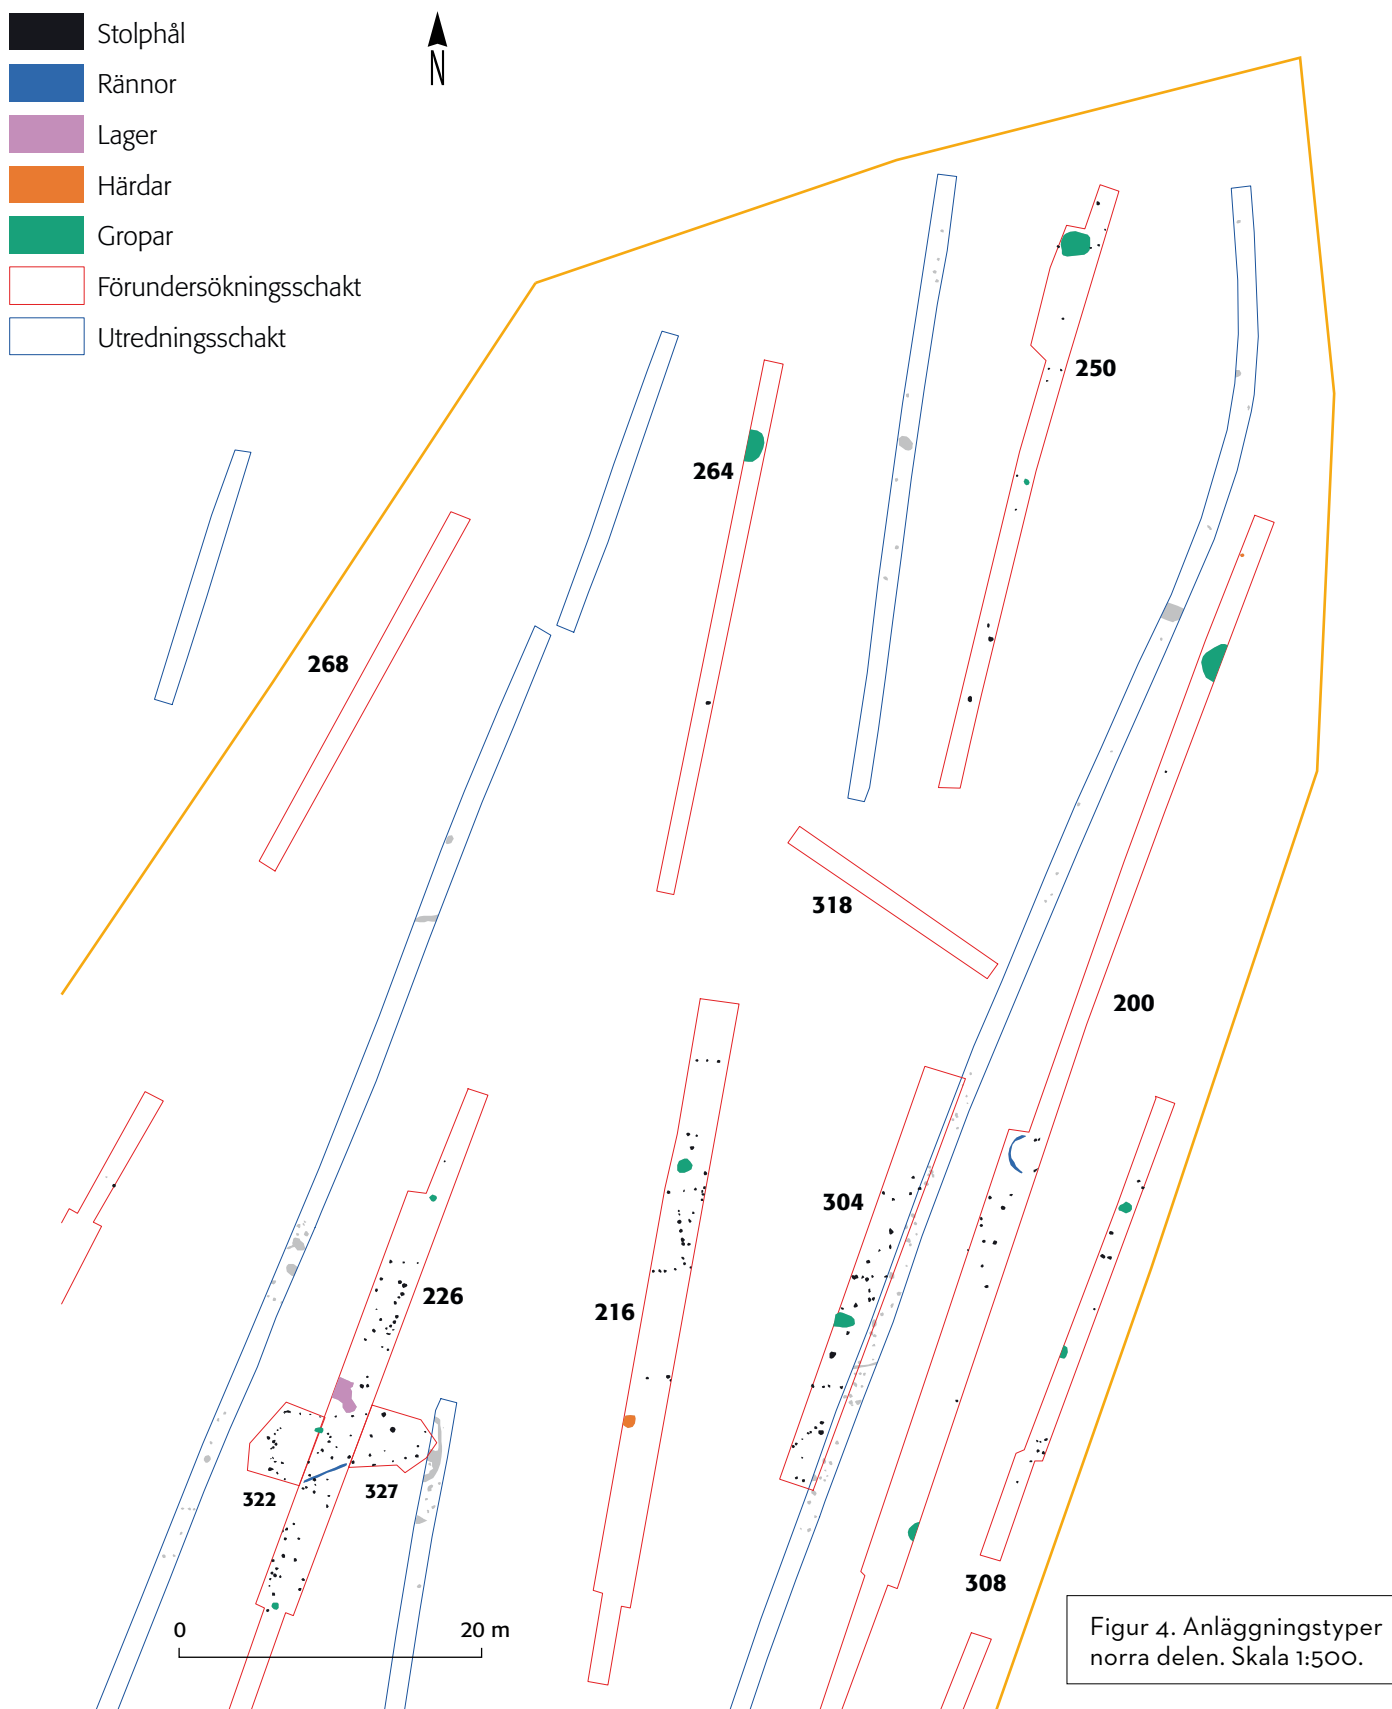 Stolphål
Rännor
Lager
Härdar
Gropar
Förundersökningsschakt
Utredningsschakt
N
250
264
268
318
200
304
226
216
322
327
308
0 20 m
Figur 4. Anläggningstyper
norra delen. Skala 1:500.